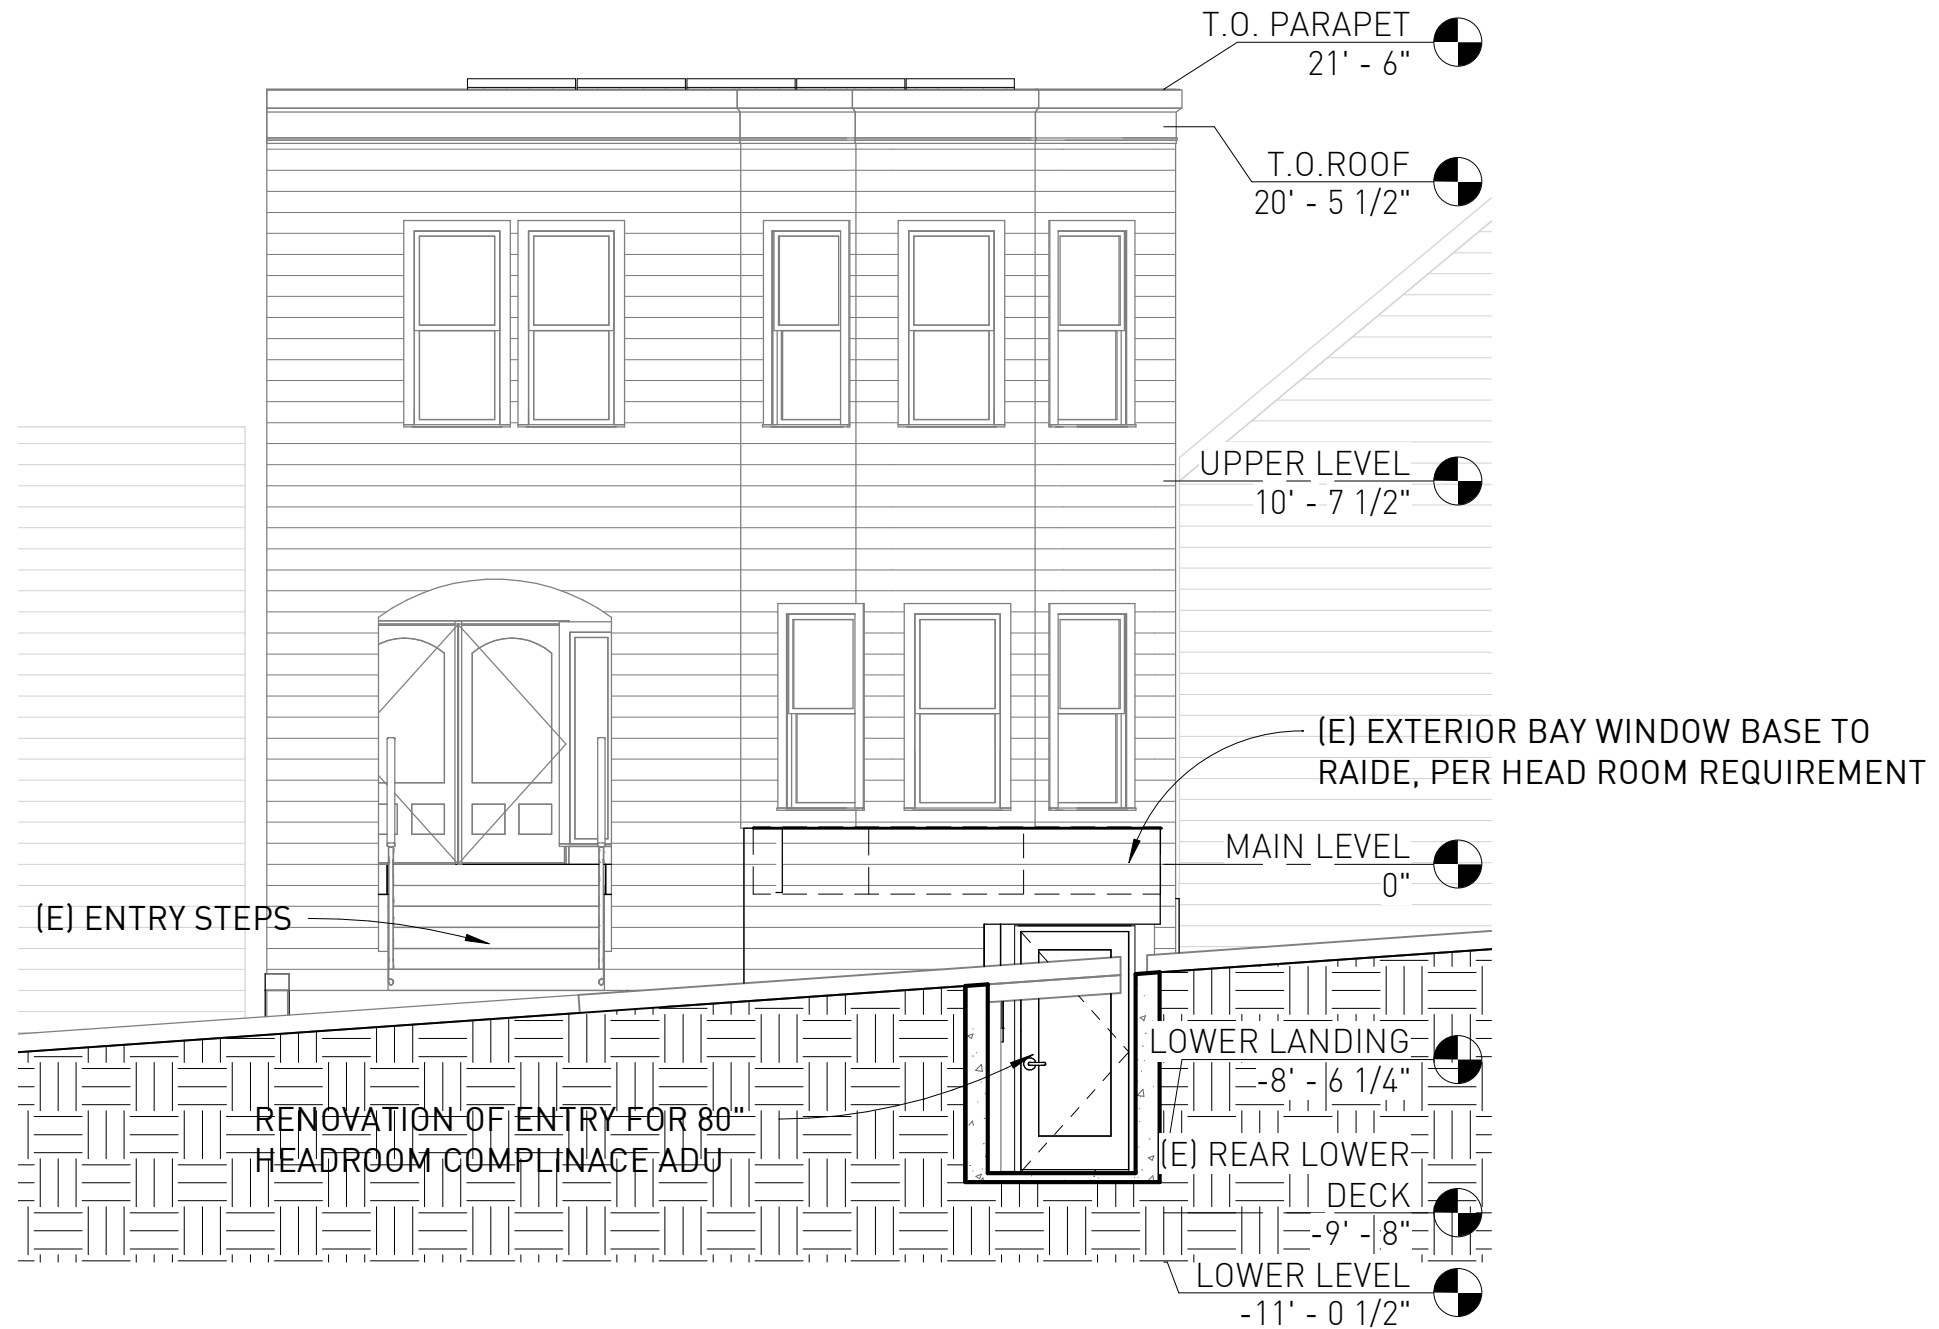 T.O. PARAPET
21' - 6"
T.O.ROOF
20' - 5 1/2"
UPPER LEVEL
10' - 7 1/2"
(E) EXTERIOR BAY WINDOW BASE TO
RAIDE, PER HEAD ROOM REQUIREMENT
MAIN LEVEL
0"
(E) ENTRY STEPS
LOWER LANDING
-8' - 6 1/4"
RENOVATION OF ENTRY FOR 80"
HEADROOM COMPLINACE ADU
(E) REAR LOWER
DECK
-9' - 8"
LOWER LEVEL
-11' - 0 1/2"